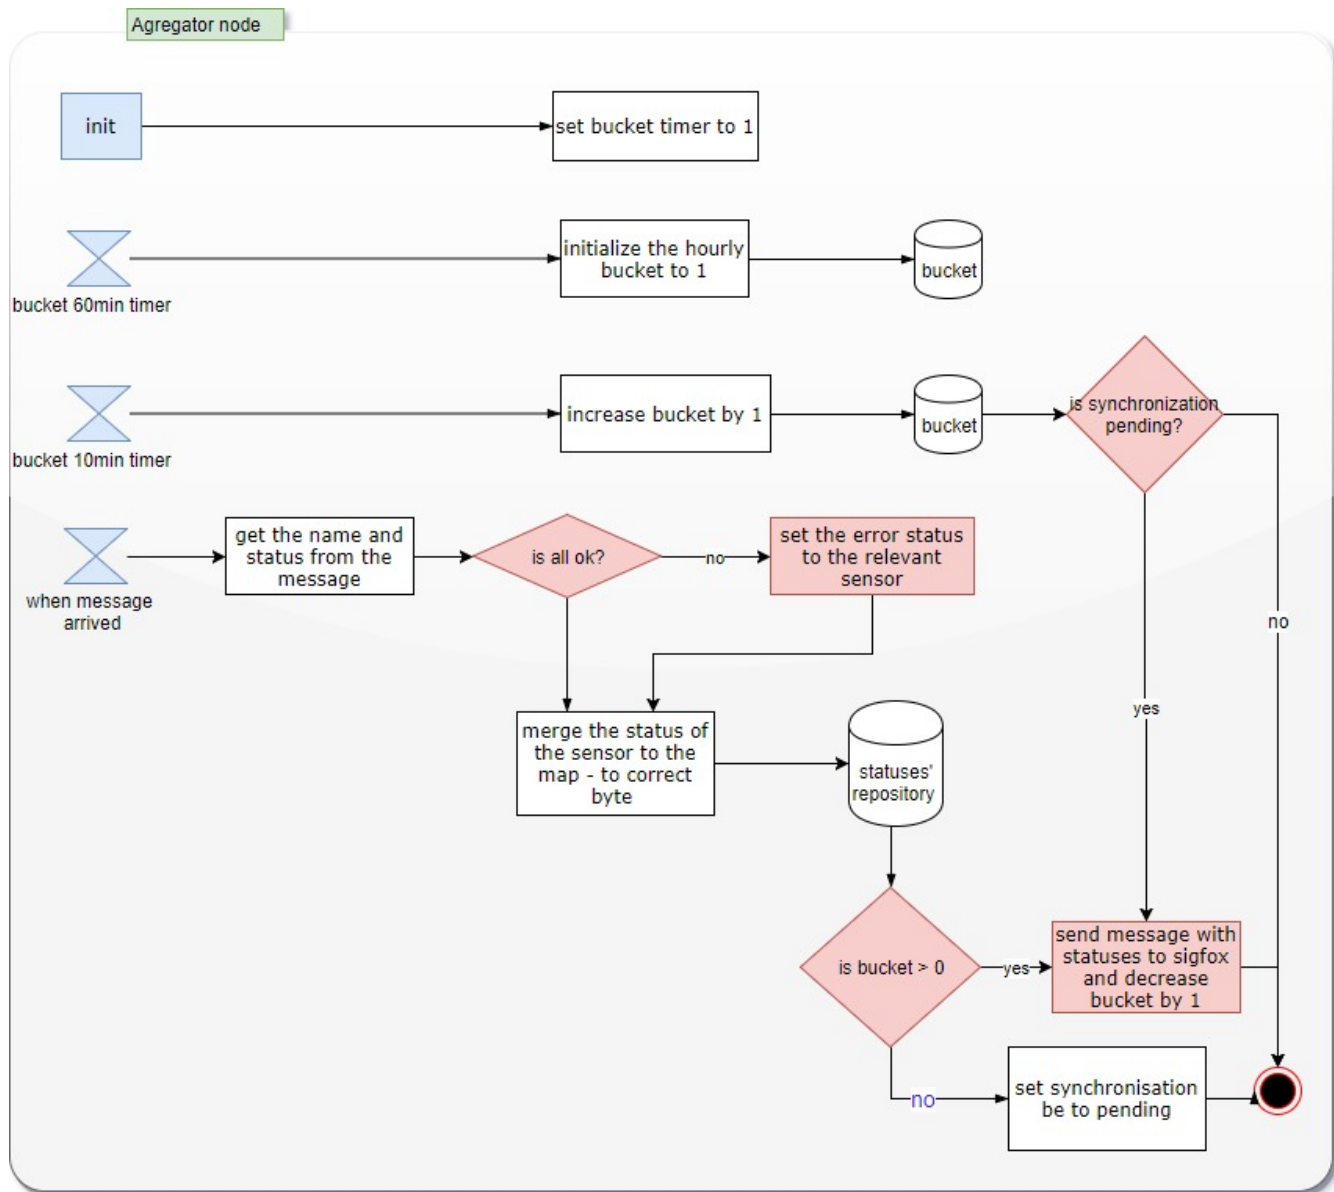 Agregator node
init
set bucket timer to 1
initialize the hourly
bucket to 1
bucket
bucket 60min timer
increase bucket by 1
bucket
is synchronization
pending?
bucket 10min timer
get the name and
status from the
message
is all ok?
no
set the error status
to the relevant
sensor
when message
arrived
no
yes
merge the status of
the sensor to the
map - to correct
byte
statuses'
repository
is bucket > 0
yes
send message with
statuses to sigfox
and decrease
bucket by 1
no
set synchronisation
be to pending